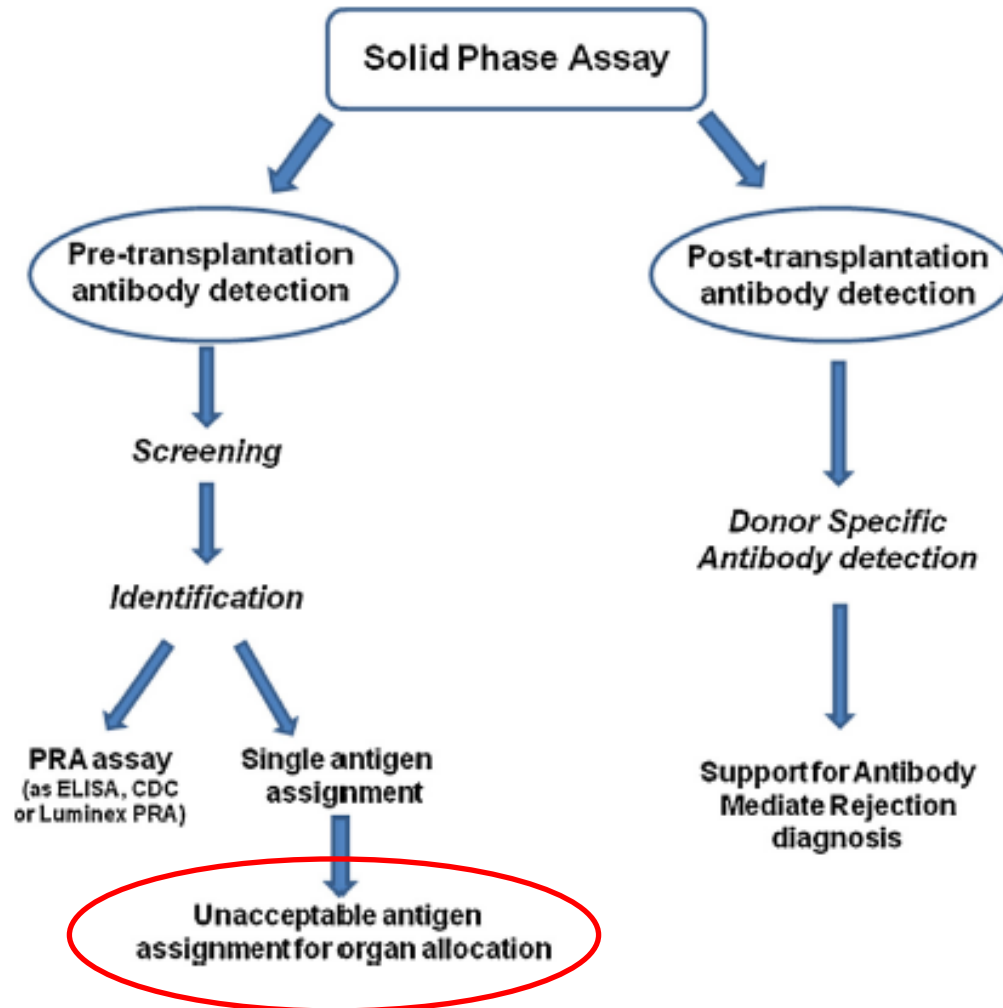 Solid Phase Assay
Pre-transplantation
antibody detection
Post-transplantation
antibody detection
Screening
Identification
Donor Specific
Antibody detection
PRA assay
(as ELISA, CDC
or Luminex PRA)
Single antigen
assignment
Support for Antibody
Mediate Rejection
diagnosis
Unacceptable antigen
assignment for organ allocation